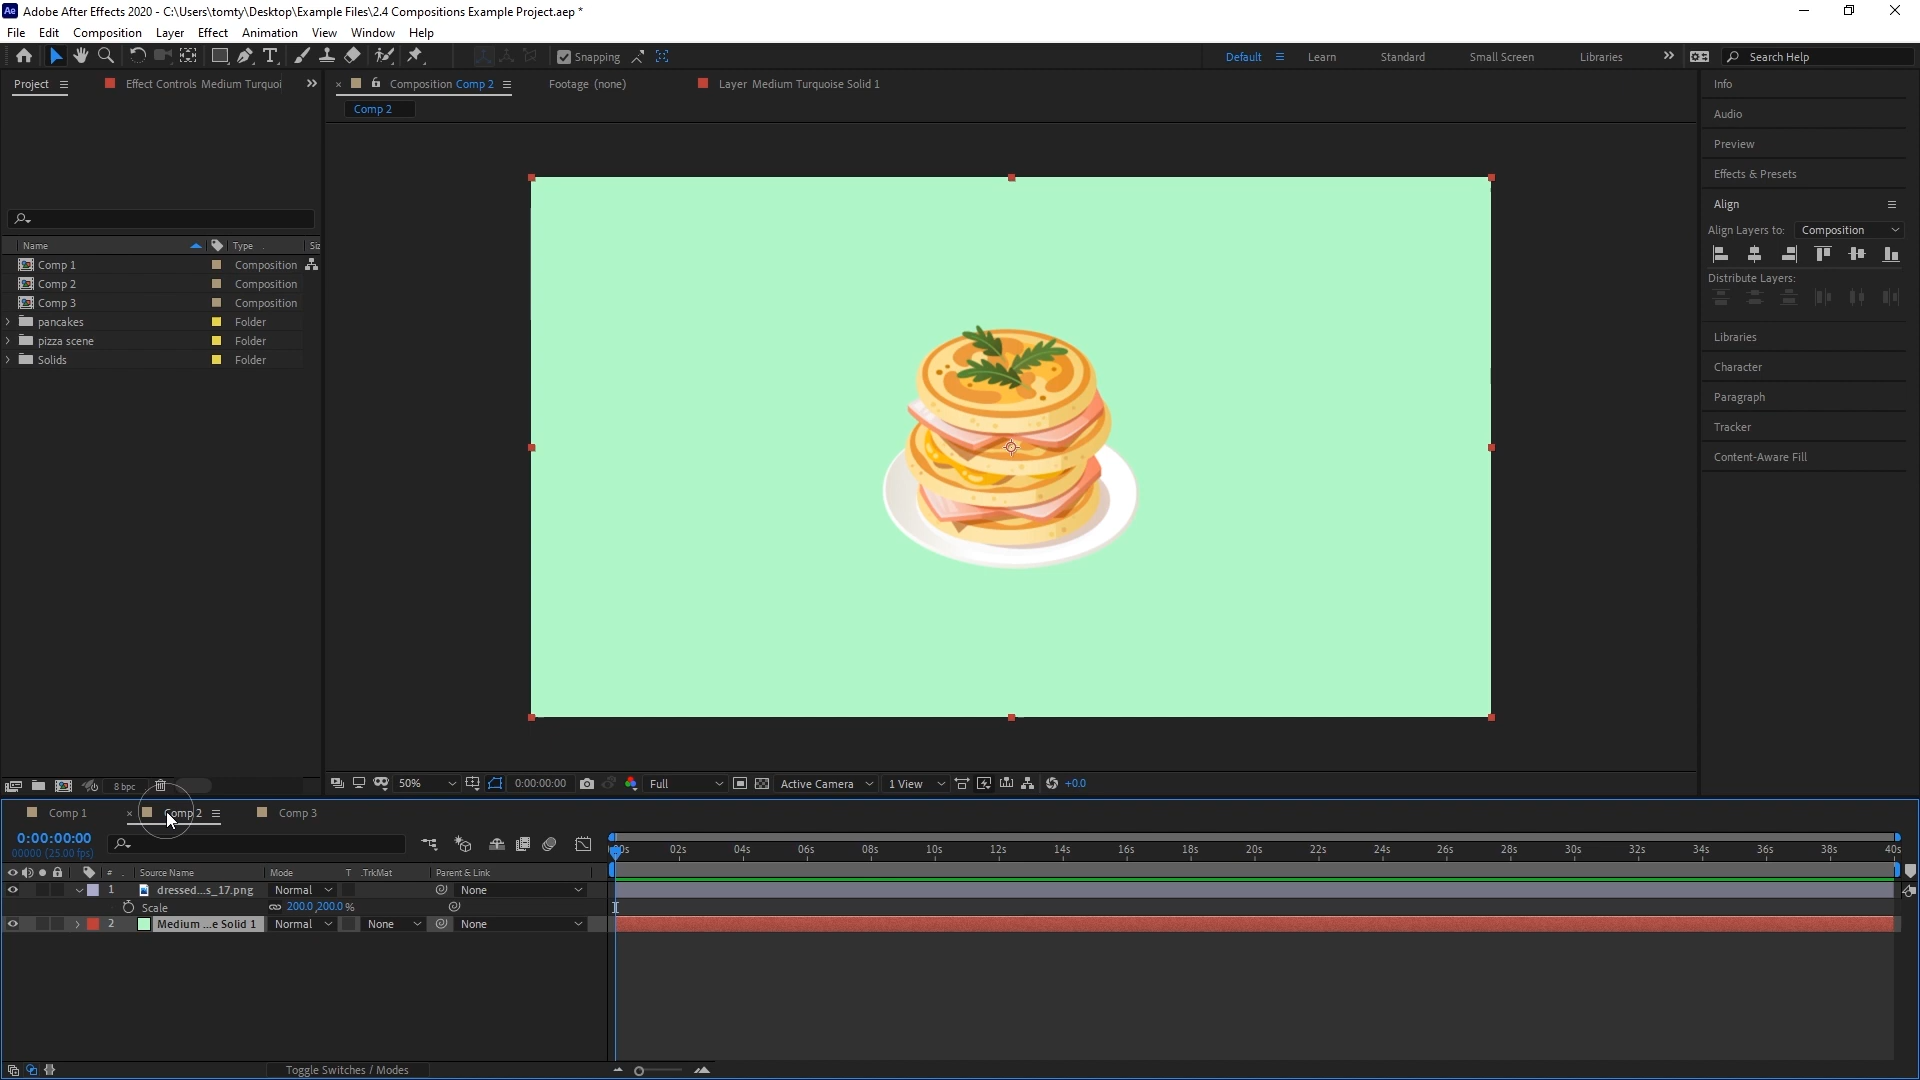 Ae Adobe After Effects 2020 - C:\Users\tomty\Desktop\Example Files\2.4 Compositions Example Project.aep *
File Edit Composition Layer Effect Animation View Window Help
Snapping Default Learn Standard Small Screen Libraries Search Help
Project Effect Controls Medium Turquoi Composition Comp 2 Footage (none) Layer Medium Turquoise Solid 1
Comp 2
Name Type Siz
Comp 1 Composition
Comp 2 Composition
Comp 3 Composition
pancakes Folder
pizza scene Folder
Solids Folder
Info
Audio
Preview
Effects & Presets
Align
Align Layers to: Composition
Distribute Layers:
Libraries
Character
Paragraph
Tracker
Content-Aware Fill
8 bpc 50% 0:00:00:00 Full Active Camera 1 View +0.0
Comp 1 Comp 2 Comp 3
0:00:00:00
00000 (25.00 fps)
02s 04s 06s 08s 10s 12s 14s 16s 18s 20s 22s 24s 26s 28s 30s 32s 34s 36s 38s 40s
# Source Name Mode T .TrkMat Parent & Link
1 dressed...s_17.png Normal None
Scale 200.0,200.0 %
2 Medium ...e Solid 1 Normal None None
Toggle Switches / Modes